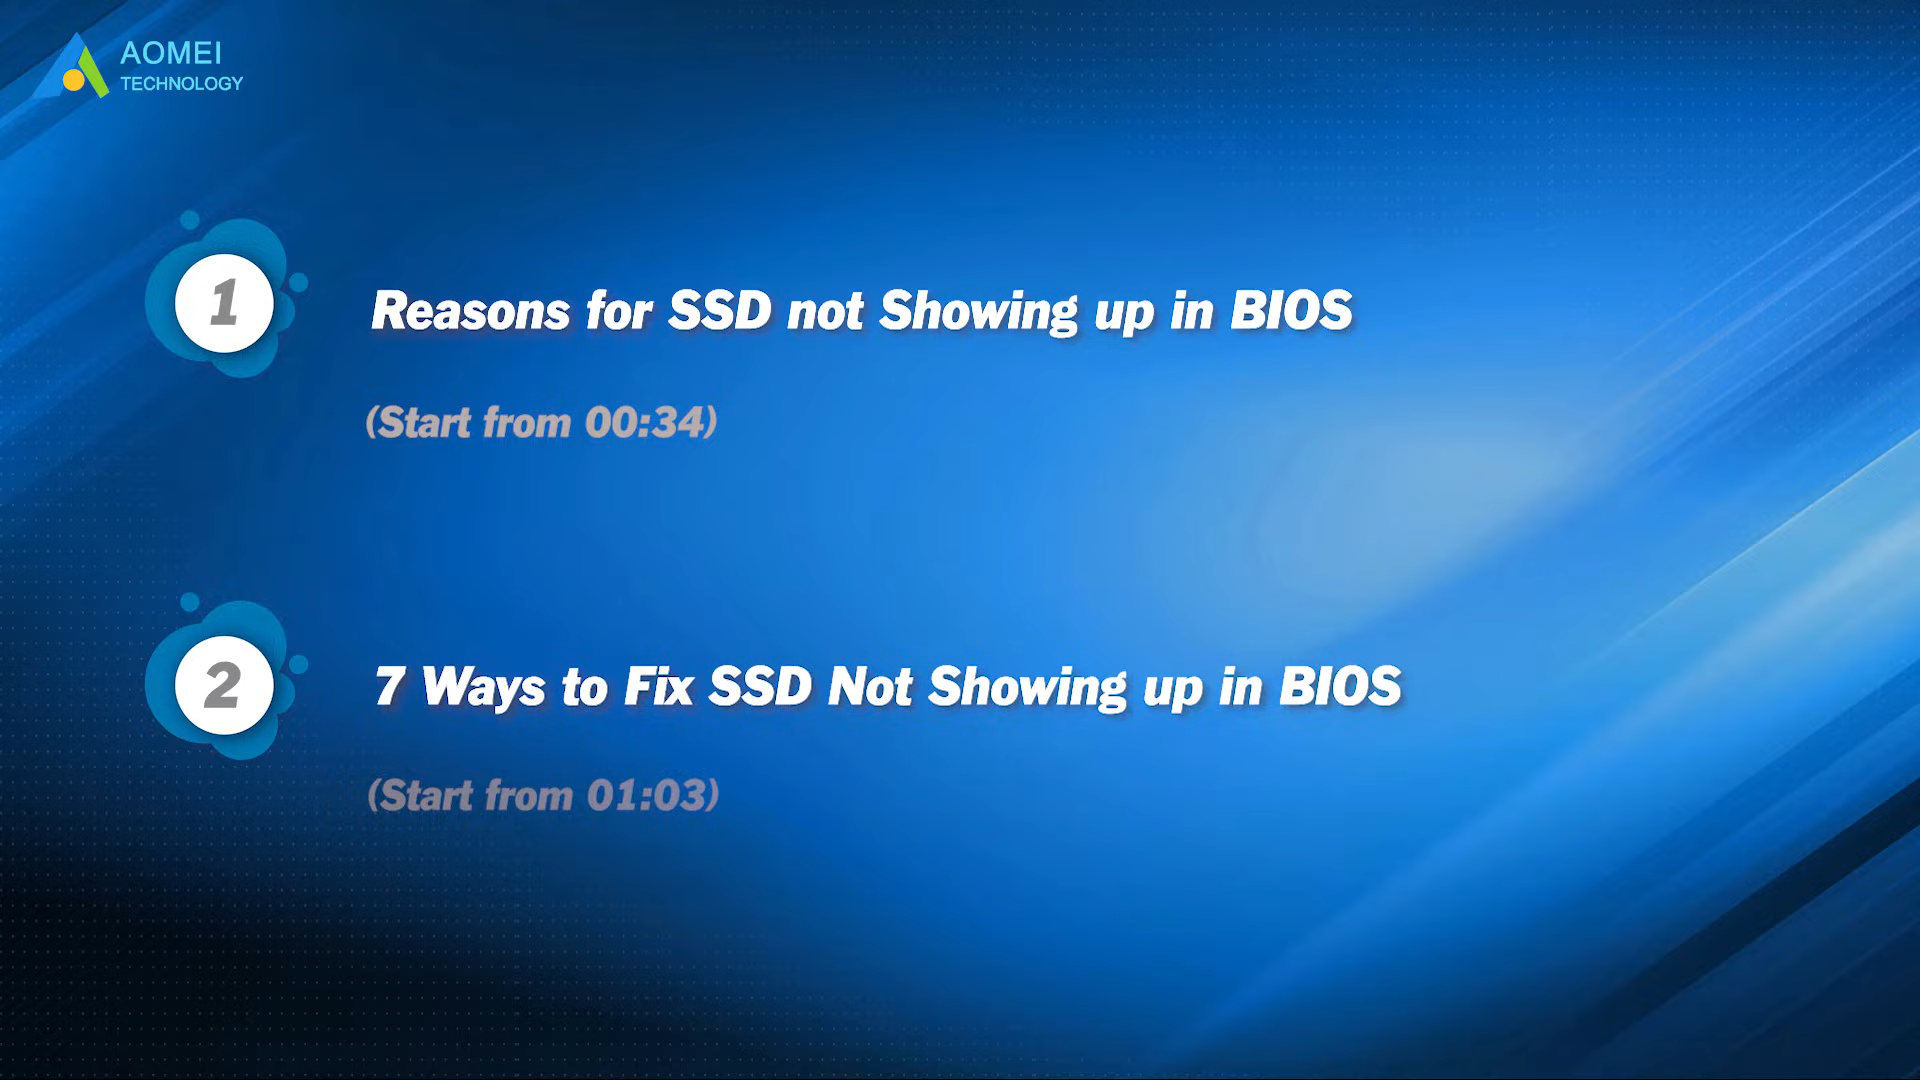 AOMEI
TECHNOLOGY
1
Reasons for SSD not Showing up in BIOS
(Start from 00:34)
2
7 Ways to Fix SSD Not Showing up in BIOS
(Start from 01:03)